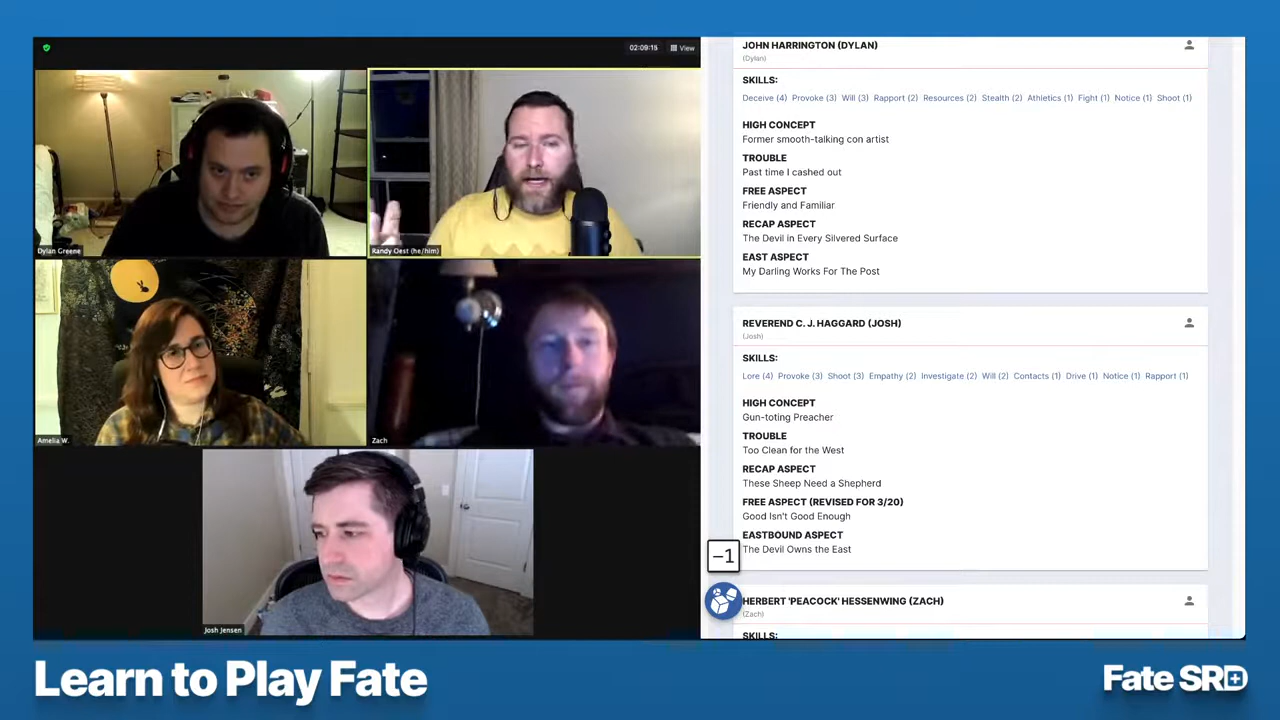 02:09:15
View
Dylan Greene
Randy Oest (he/him)
Amelia W.
Zach
Josh Jensen
JOHN HARRINGTON (DYLAN)
(Dylan)
SKILLS:
Deceive (4) Provoke (3) Will (3) Rapport (2) Resources (2) Stealth (2) Athletics (1) Fight (1) Notice (1) Shoot (1)
HIGH CONCEPT
Former smooth-talking con artist
TROUBLE
Past time I cashed out
FREE ASPECT
Friendly and Familiar
RECAP ASPECT
The Devil in Every Silvered Surface
EAST ASPECT
My Darling Works For The Post
REVEREND C. J. HAGGARD (JOSH)
(Josh)
SKILLS:
Lore (4) Provoke (3) Shoot (3) Empathy (2) Investigate (2) Will (2) Contacts (1) Drive (1) Notice (1) Rapport (1)
HIGH CONCEPT
Gun-toting Preacher
TROUBLE
Too Clean for the West
RECAP ASPECT
These Sheep Need a Shepherd
FREE ASPECT (REVISED FOR 3/20)
Good Isn't Good Enough
EASTBOUND ASPECT
The Devil Owns the East
−1
HERBERT 'PEACOCK' HESSENWING (ZACH)
(Zach)
SKILLS:
Learn to Play Fate
Fate SRD